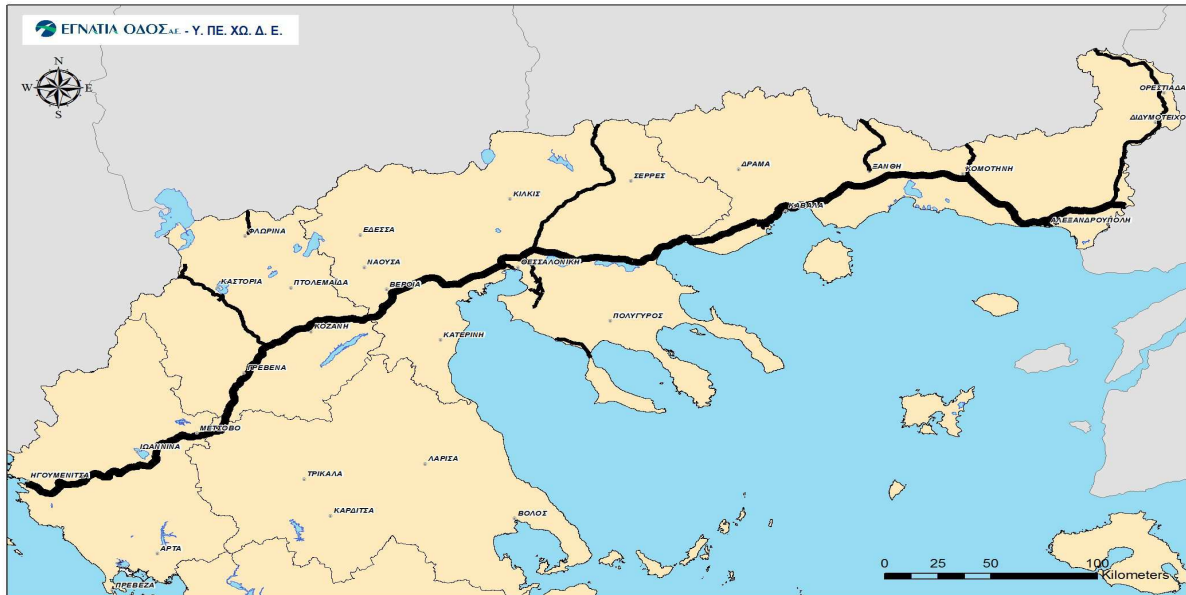 ΕΓΝΑΤΙΑ ΟΔΟΣ Α.Ε. - Υ. ΠΕ. ΧΩ. Δ. Ε.
N
W E
S
ΟΡΕΣΤΙΑΔΑ
ΔΙΔΥΜΟΤΕΙΧΟ
ΔΡΑΜΑ
ΞΑΝΘΗ
ΚΟΜΟΤΗΝΗ
ΣΕΡΡΕΣ
ΚΙΛΚΙΣ
ΚΑΒΑΛΑ
ΑΛΕΞΑΝΔΡΟΥΠΟΛΗ
ΦΛΩΡΙΝΑ
ΕΔΕΣΣΑ
ΝΑΟΥΣΑ
ΘΕΣΣΑΛΟΝΙΚΗ
ΚΑΣΤΟΡΙΑ
ΠΤΟΛΕΜΑΪΔΑ
ΒΕΡΟΙΑ
ΠΟΛΥΓΥΡΟΣ
ΚΟΖΑΝΗ
ΚΑΤΕΡΙΝΗ
ΓΡΕΒΕΝΑ
ΜΕΤΣΟΒΟ
ΙΩΑΝΝΙΝΑ
ΗΓΟΥΜΕΝΙΤΣΑ
ΛΑΡΙΣΑ
ΤΡΙΚΑΛΑ
ΚΑΡΔΙΤΣΑ
ΒΟΛΟΣ
ΑΡΤΑ
ΠΡΕΒΕΖΑ
0 25 50 100
Kilometers